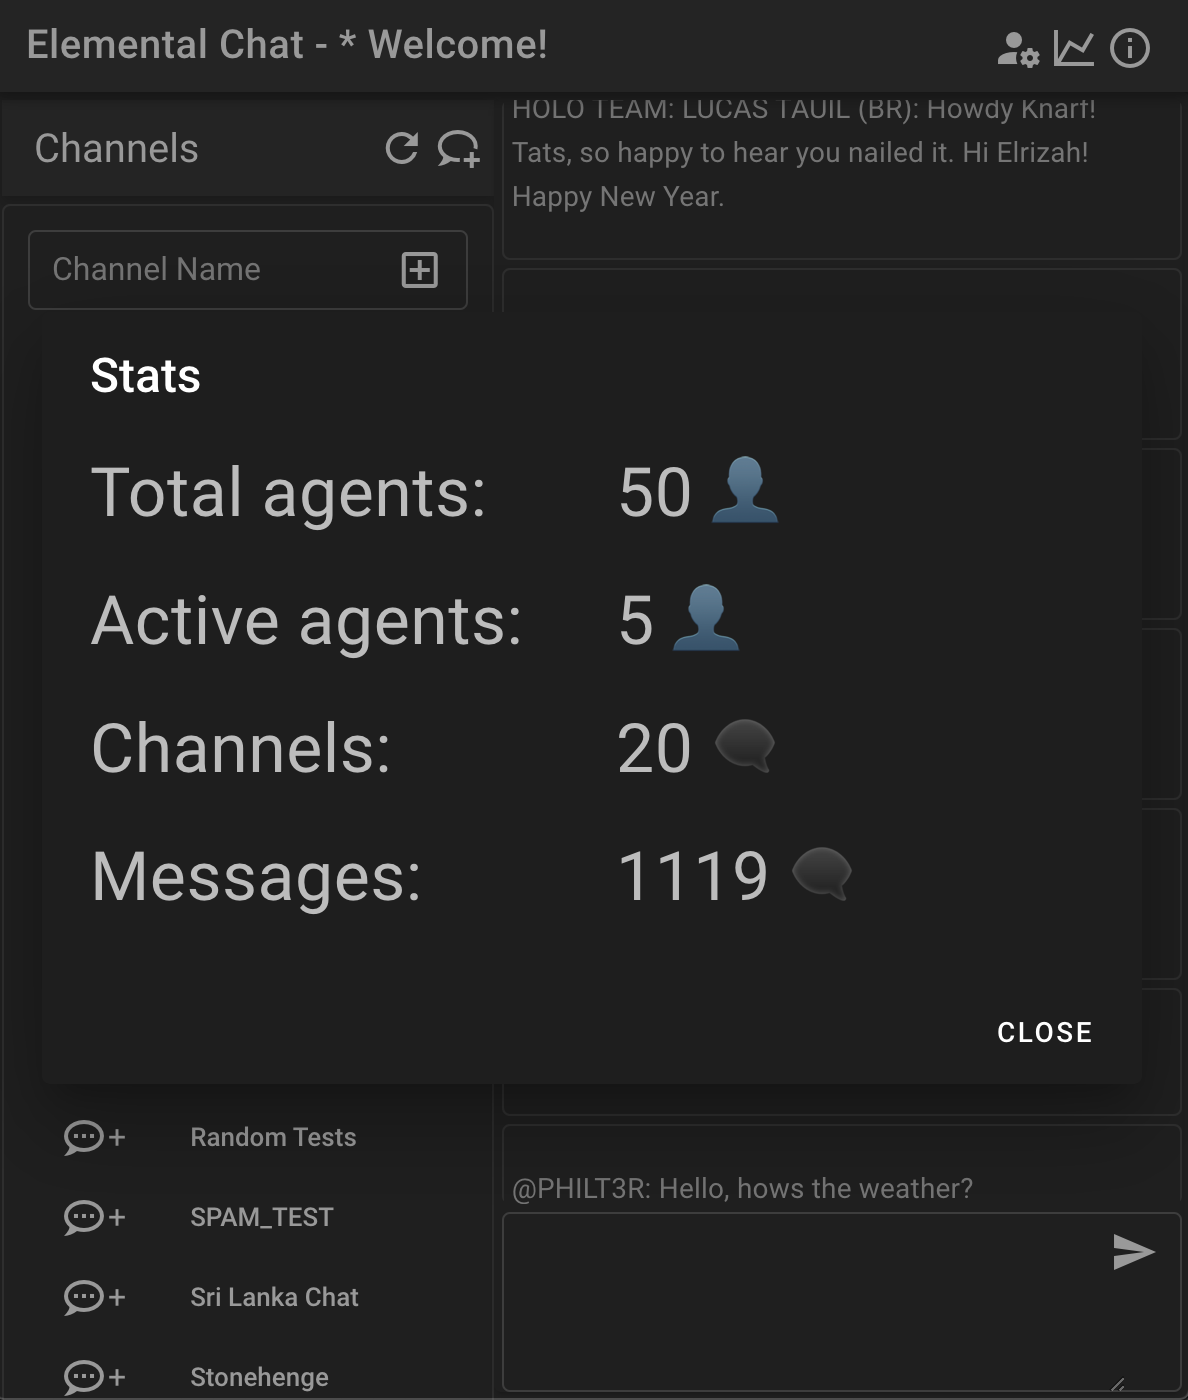 Elemental Chat - * Welcome!
Channels
Channel Name
HOLO TEAM: LUCAS TAUIL (BR): Howdy Knarf!
Tats, so happy to hear you nailed it. Hi Elrizah!
Happy New Year.
Stats
Total agents: 50
Active agents: 5
Channels: 20
Messages: 1119
CLOSE
Random Tests
SPAM_TEST
Sri Lanka Chat
Stonehenge
@PHILT3R: Hello, hows the weather?